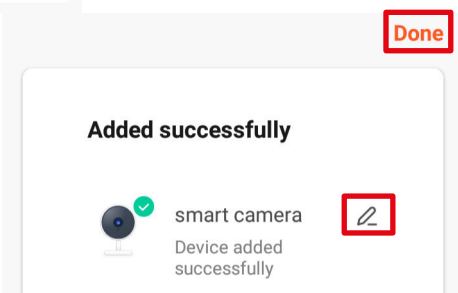 Done
Added successfully
smart camera
Device added
successfully